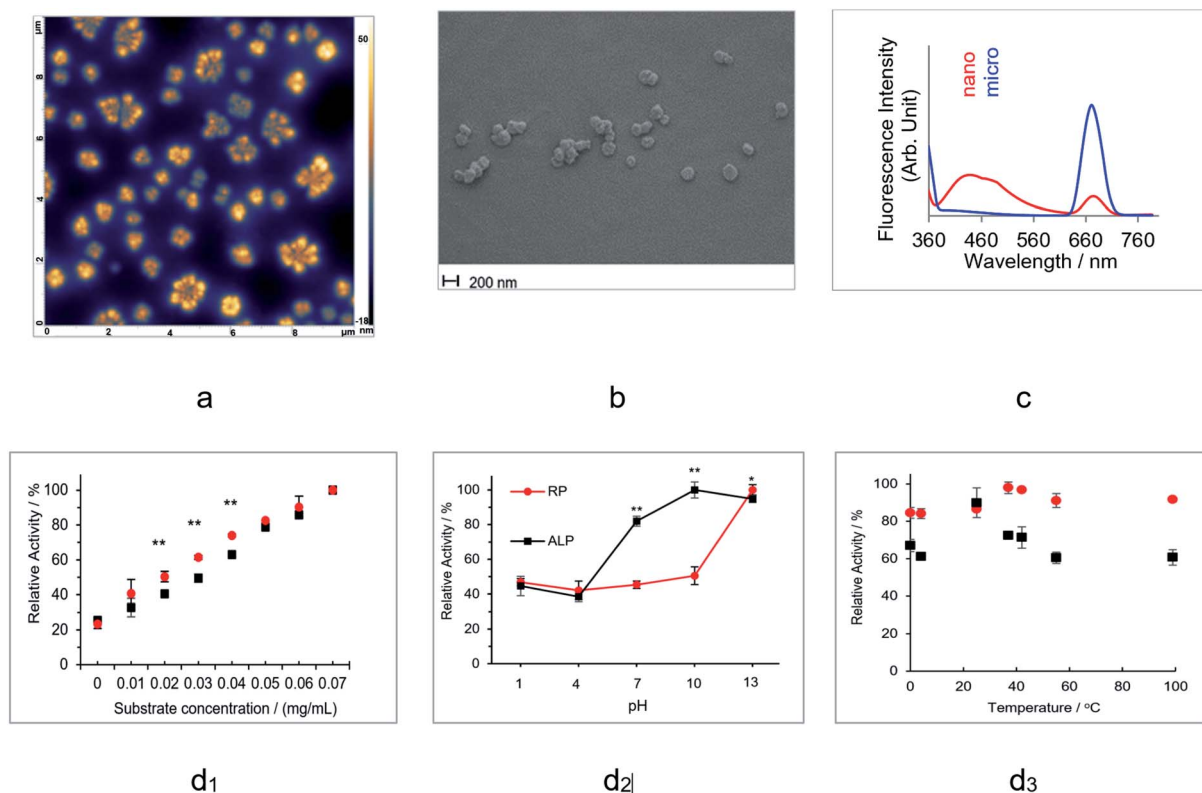 µm
8
6
4
2
0
0
2
4
6
8
µm
50
-18
nm
200 nm
Fluorescence Intensity
(Arb. Unit)
nano
micro
360
460
560
660
760
Wavelength / nm
a
b
c
Relative Activity / %
100
80
60
40
20
0
**
**
**
0
0.01
0.02
0.03
0.04
0.05
0.06
0.07
Substrate concentration / (mg/mL)
Relative Activity / %
100
80
60
40
20
0
RP
ALP
**
**
*
1
4
7
10
13
pH
Relative Activity / %
100
80
60
40
20
0
0
20
40
60
80
100
Temperature / °C
d1
d2
d3